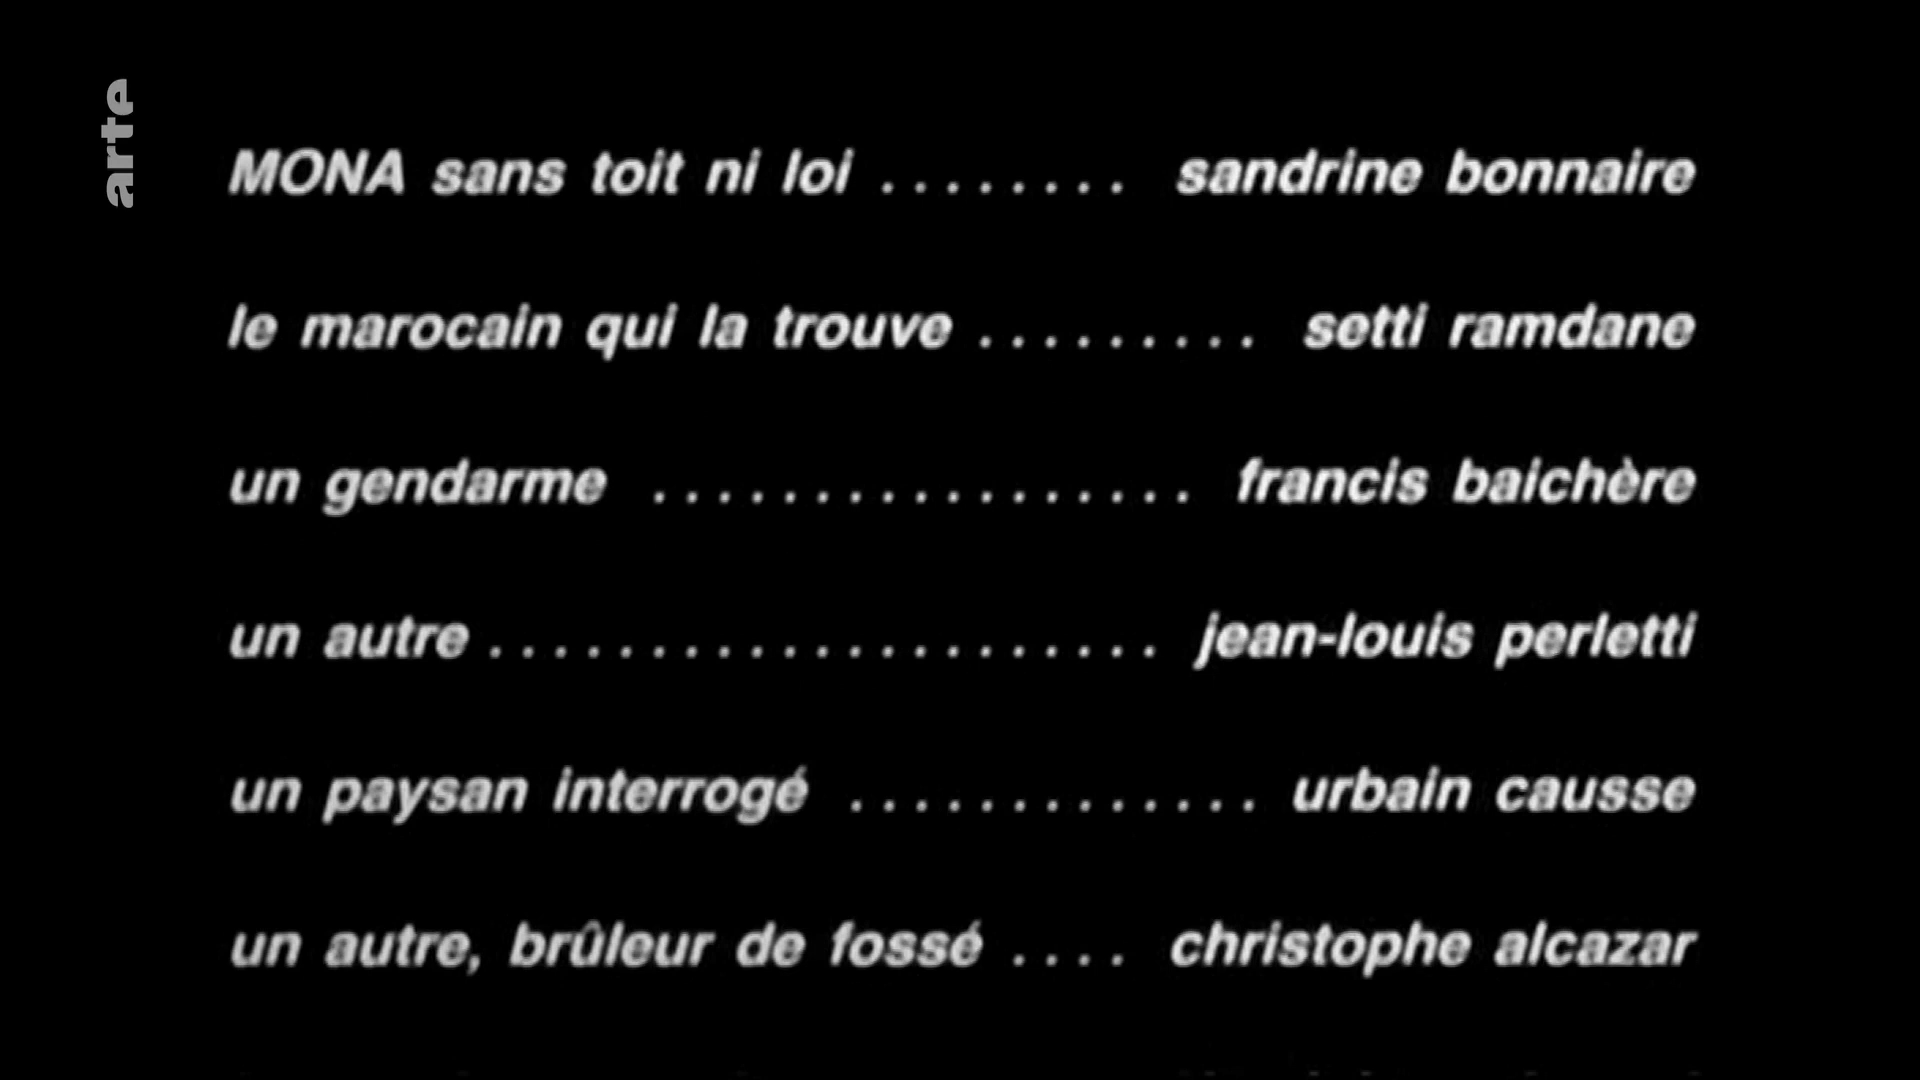 arte
MONA sans toit ni loi ........ sandrine bonnaire
le marocain qui la trouve ......... setti ramdane
un gendarme ................. francis baichère
un autre ..................... jean-louis perletti
un paysan interrogé ............. urbain causse
un autre, brûleur de fossé .... christophe alcazar